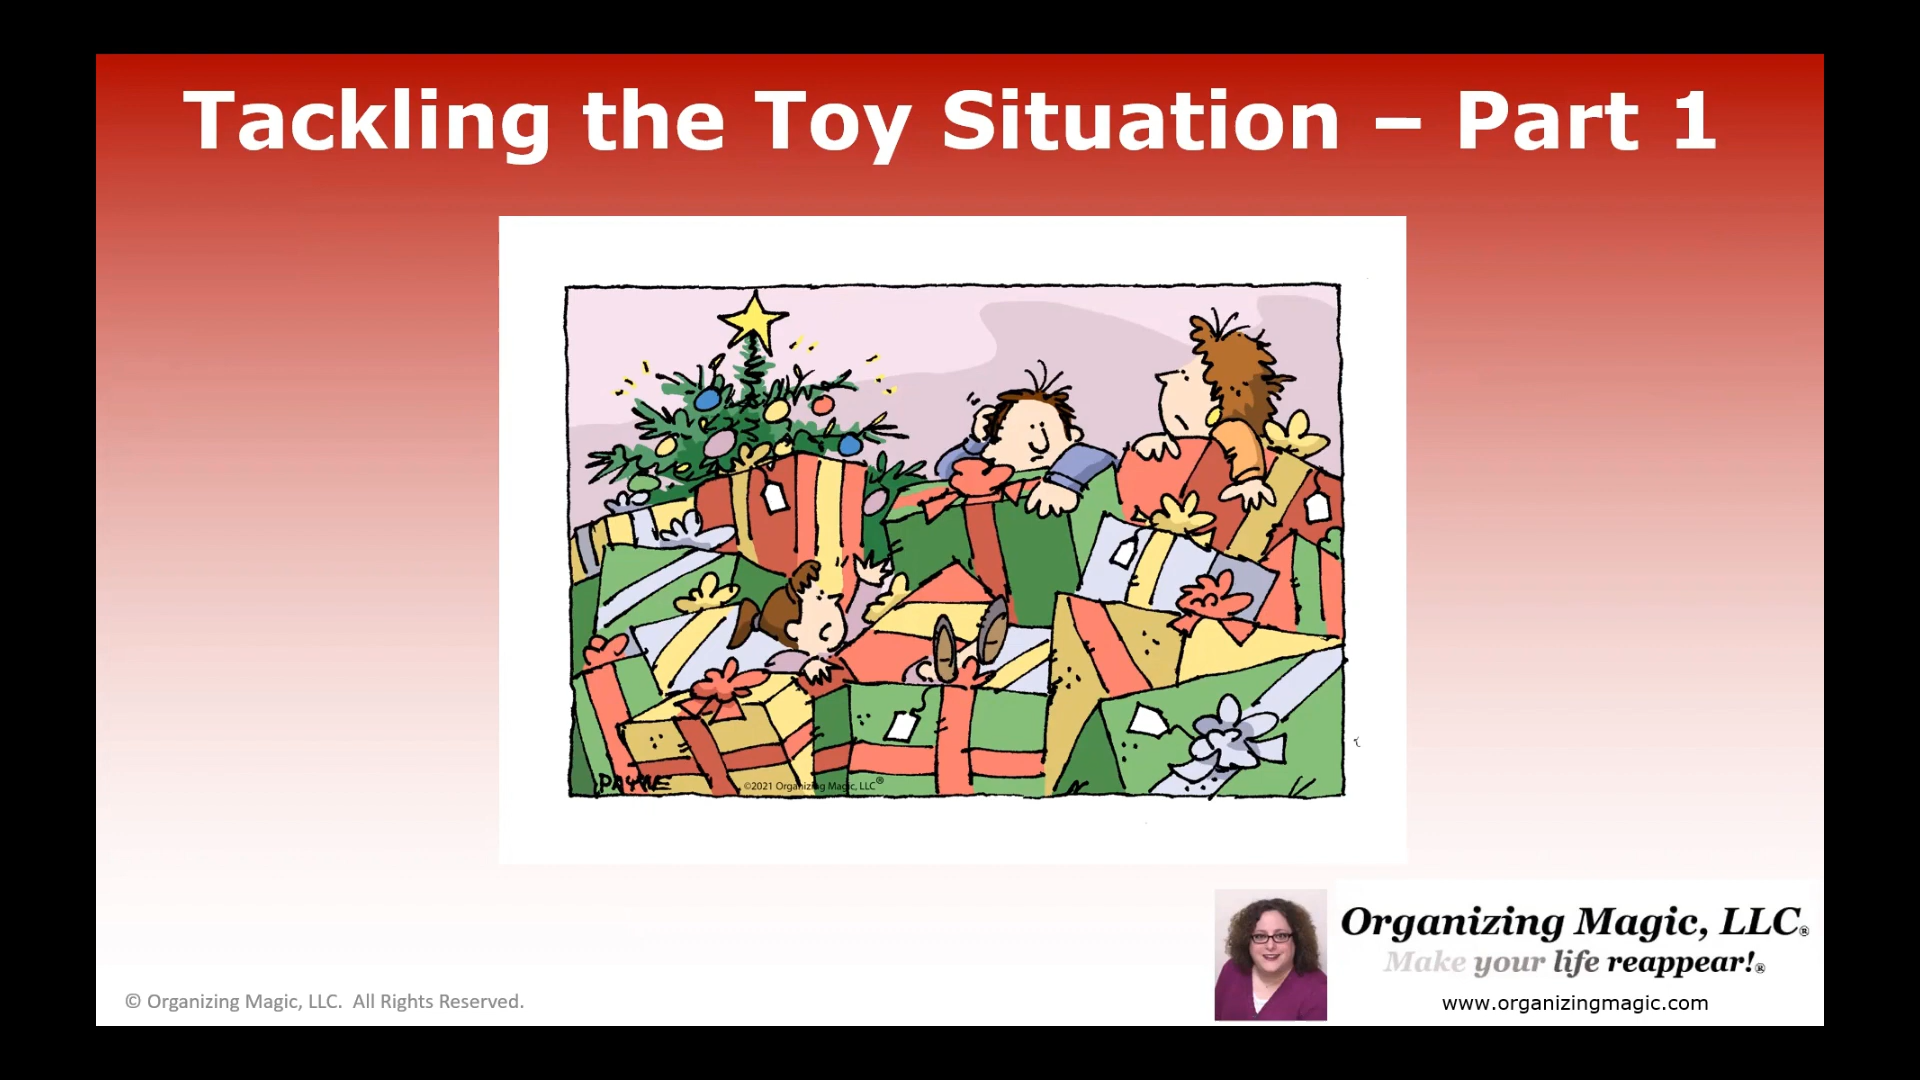 Tackling the Toy Situation – Part 1
PAYNE
©2021 Organizing Magic, LLC®
Organizing Magic, LLC®
Make your life reappear!®
www.organizingmagic.com
© Organizing Magic, LLC. All Rights Reserved.